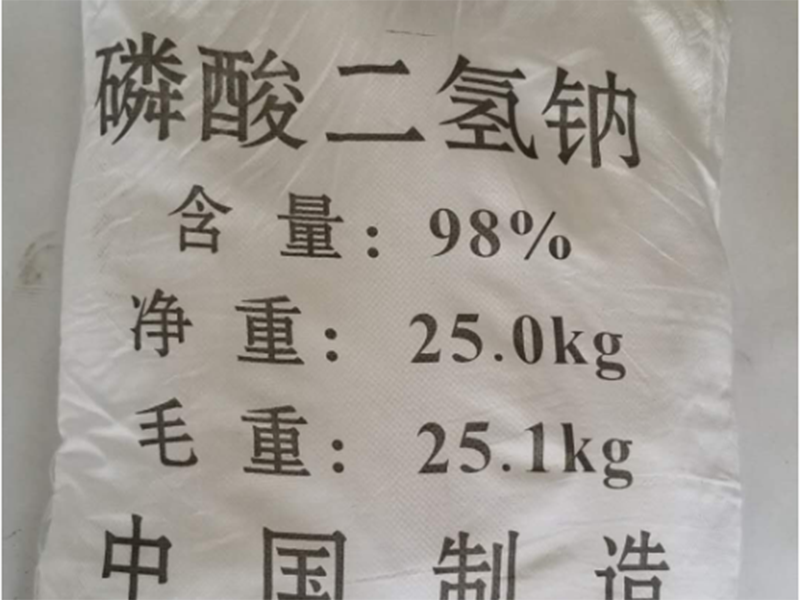 磷酸二氢钠
含量：98%
净重：25.0kg
毛重：25.1kg
中国制造